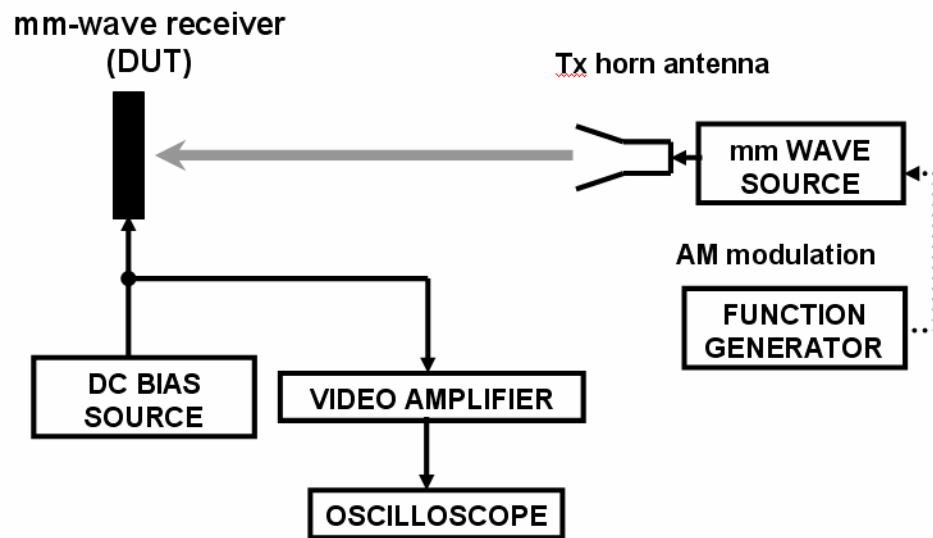 mm-wave receiver
(DUT)
Tx horn antenna
mm WAVE
SOURCE
AM modulation
FUNCTION
GENERATOR
DC BIAS
SOURCE
VIDEO AMPLIFIER
OSCILLOSCOPE